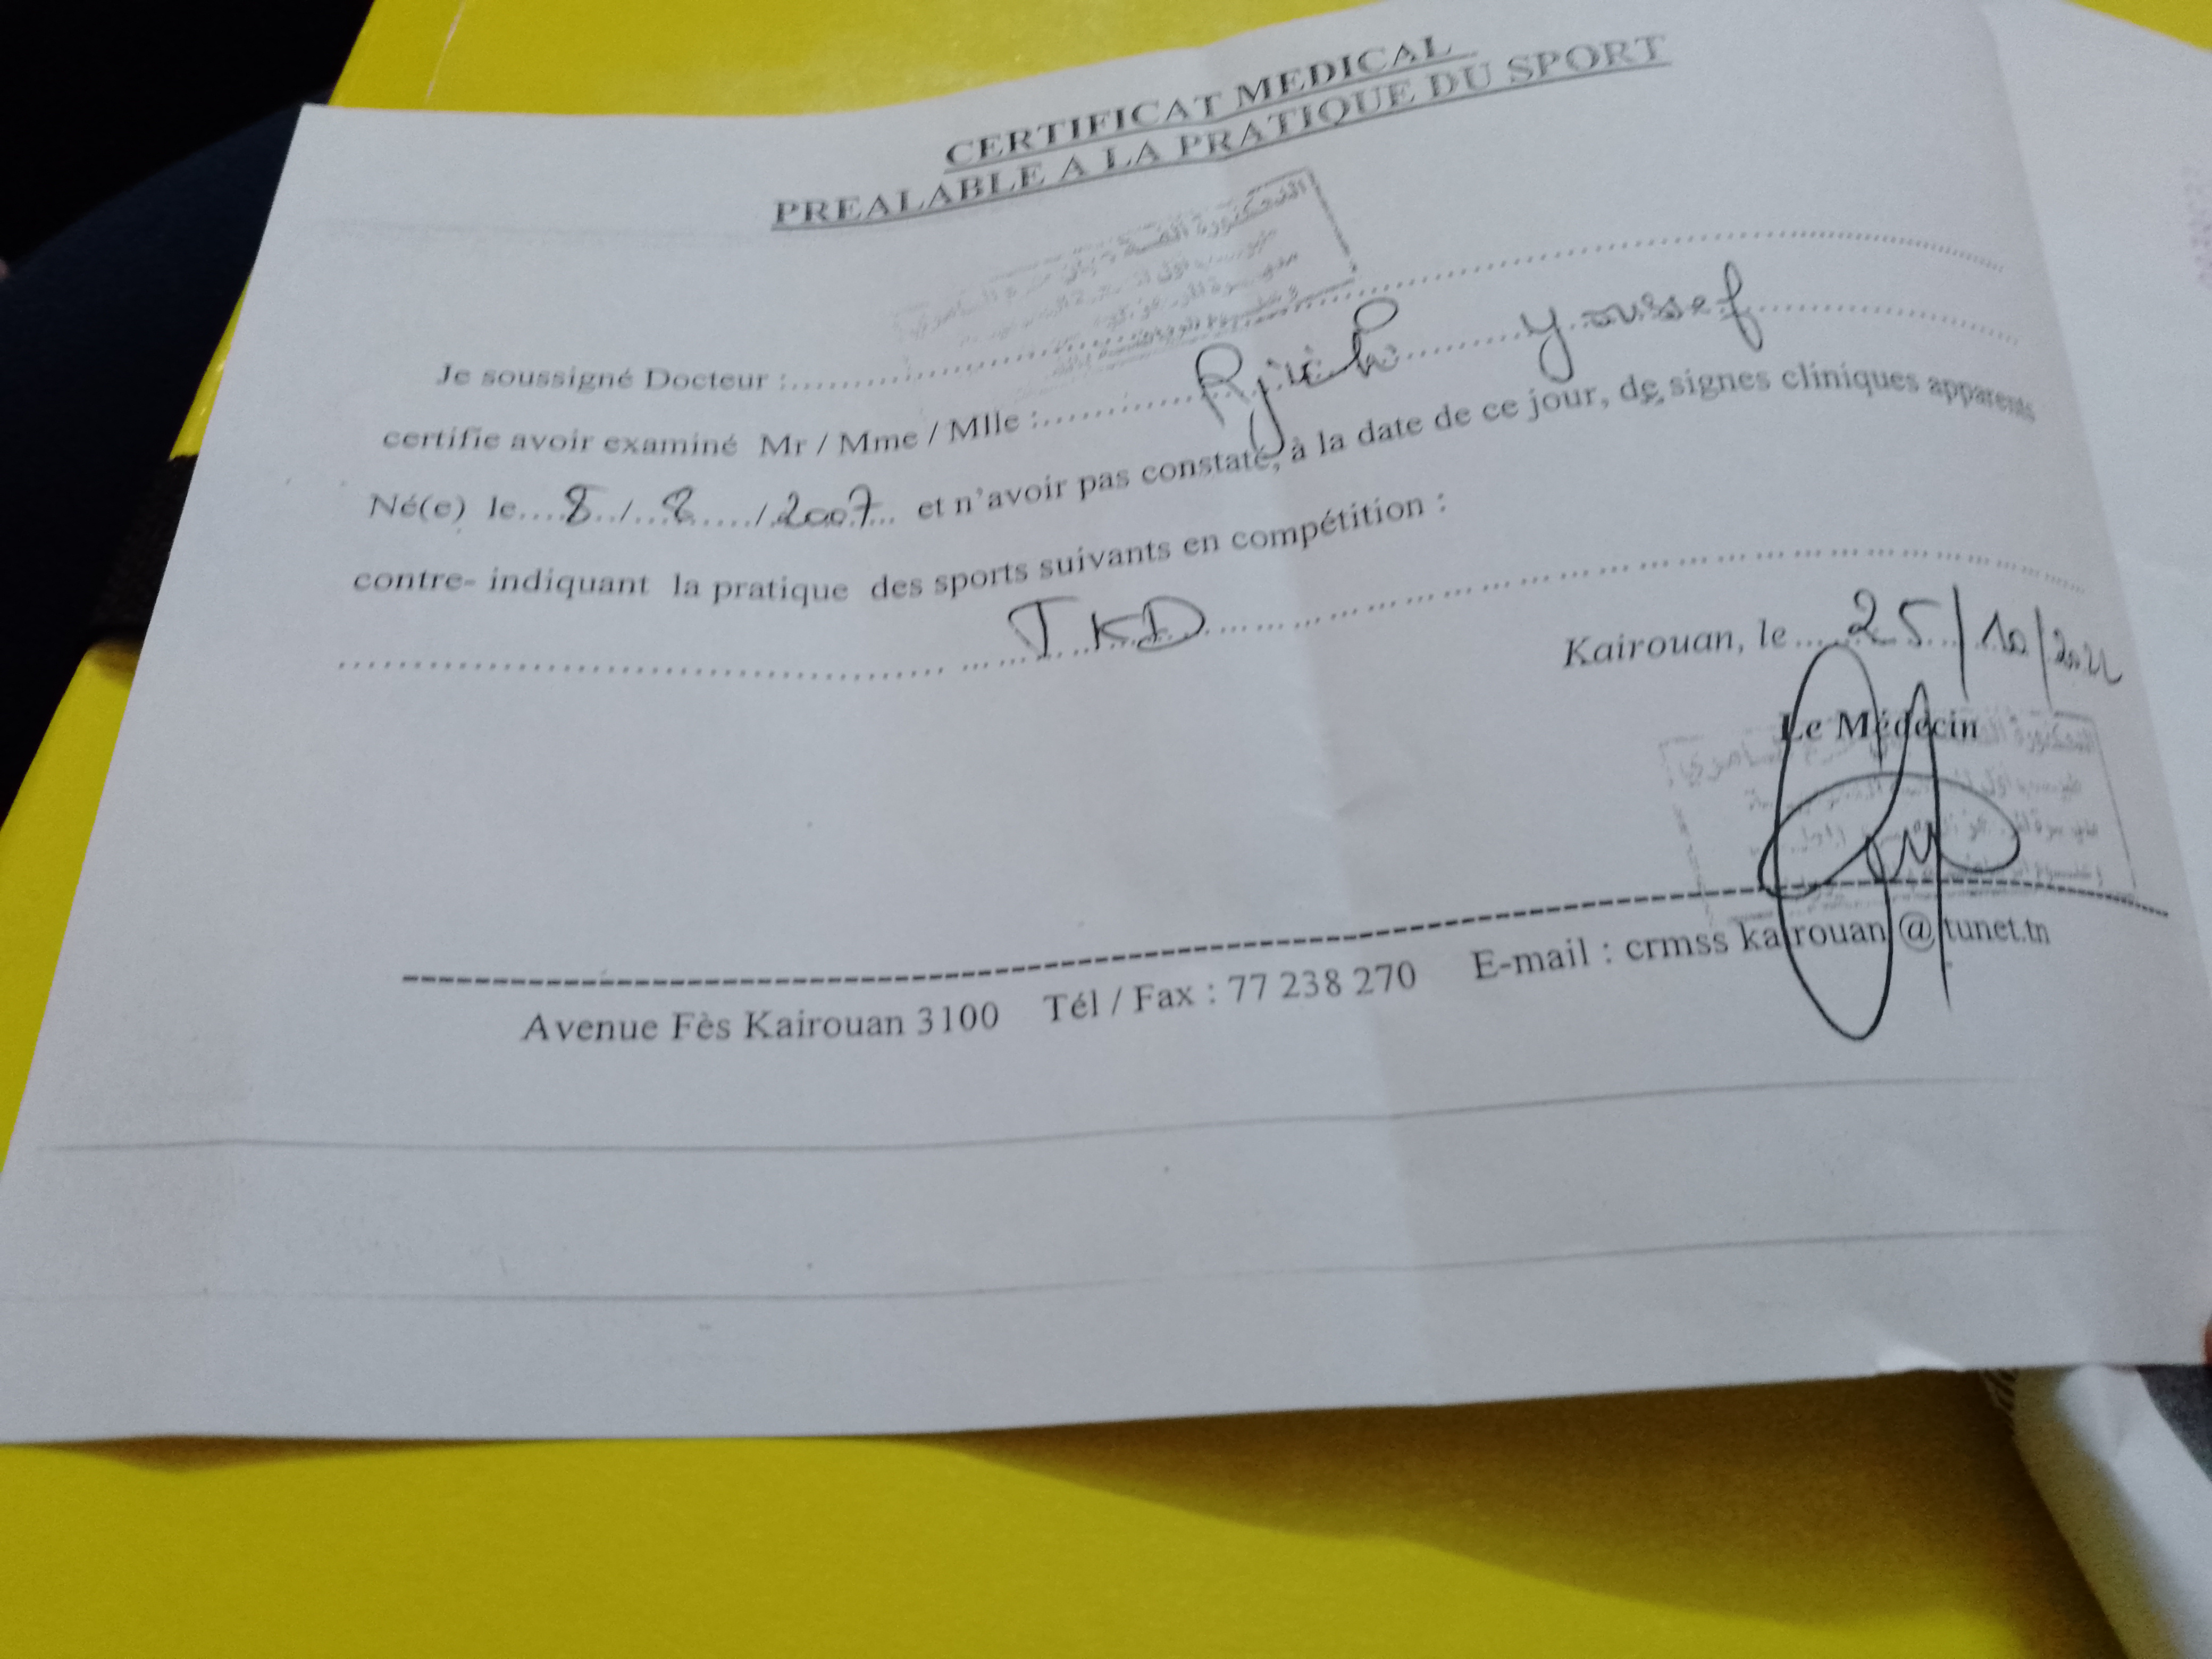 CERTIFICAT MEDICAL
PREALABLE A LA PRATIQUE DU SPORT
Je soussigné Docteur :
certifie avoir examiné Mr / Mme / Mlle : youssef
Né(e) le 8 / 8 / 2007 et n'avoir pas constaté, à la date de ce jour, de signes cliniques apparents
contre- indiquant la pratique des sports suivants en compétition :
TKD
Kairouan, le 25/10/
Le Médecin
Avenue Fès Kairouan 3100 Tél / Fax : 77 238 270 E-mail : crmss kairouan @ tunet.tn